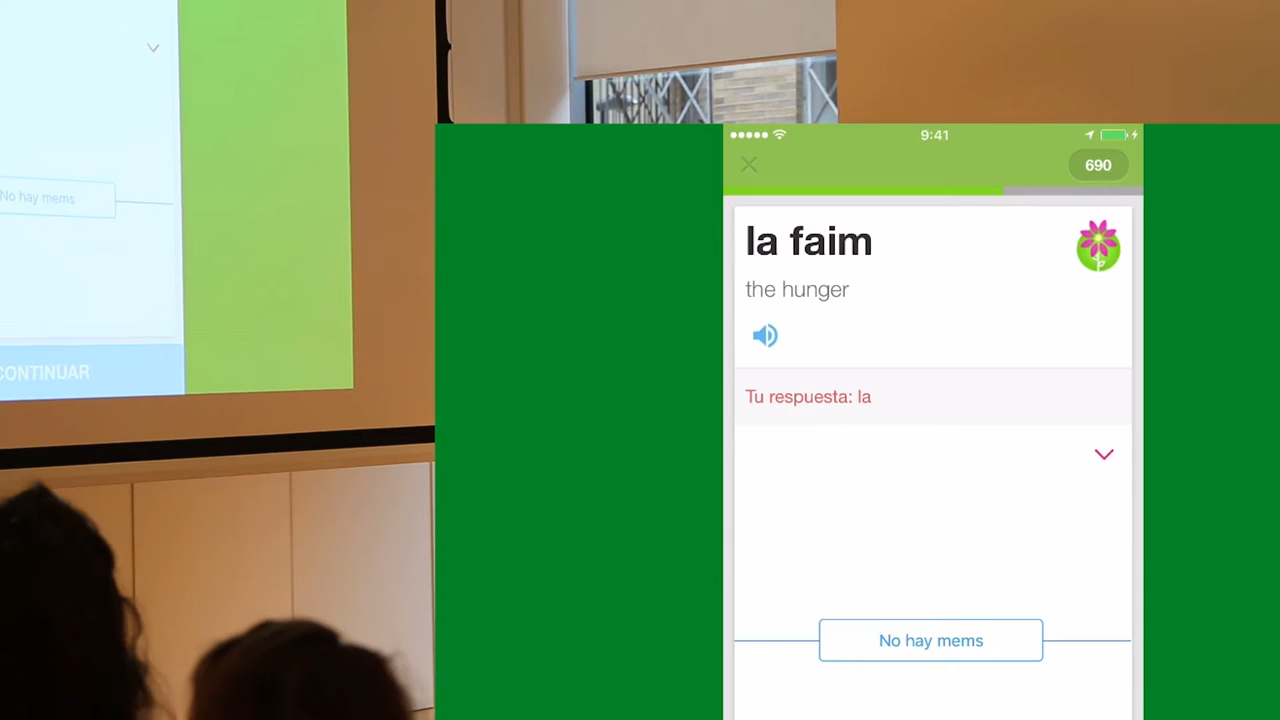 No hay mems
CONTINUAR
9:41
690
la faim
the hunger
Tu respuesta: la
No hay mems